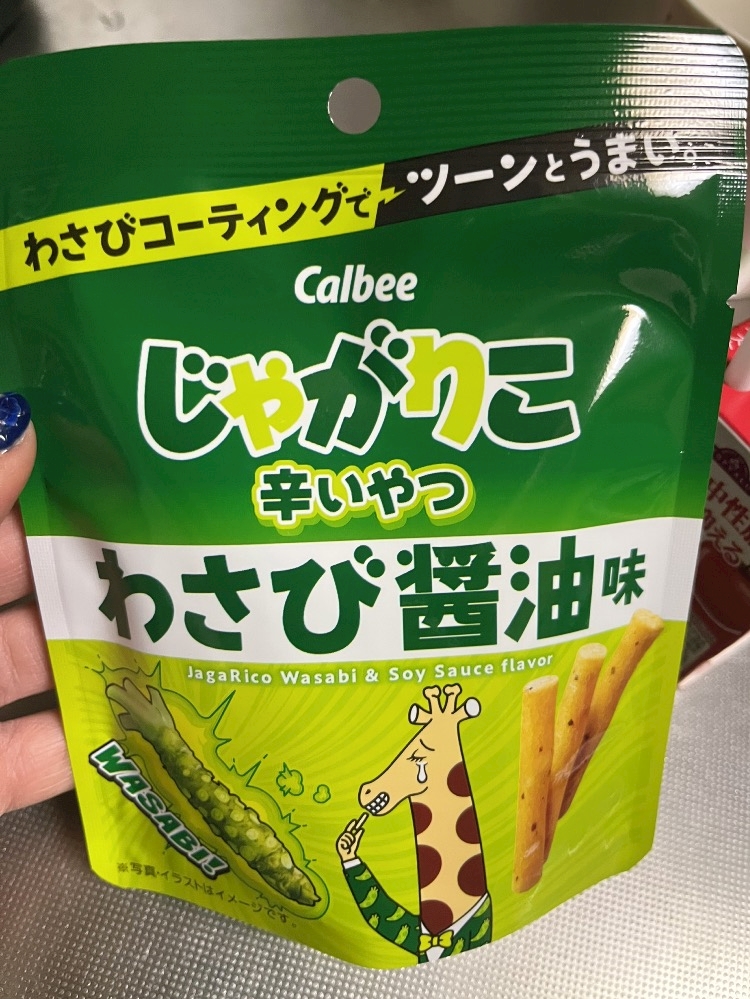 わさびコーティングで ツーンとうまい。
Calbee
じゃがりこ
辛いやつ
わさび醤油味
JagaRico Wasabi & Soy Sauce flavor
WASABI!
※写真・イラストはイメージです。